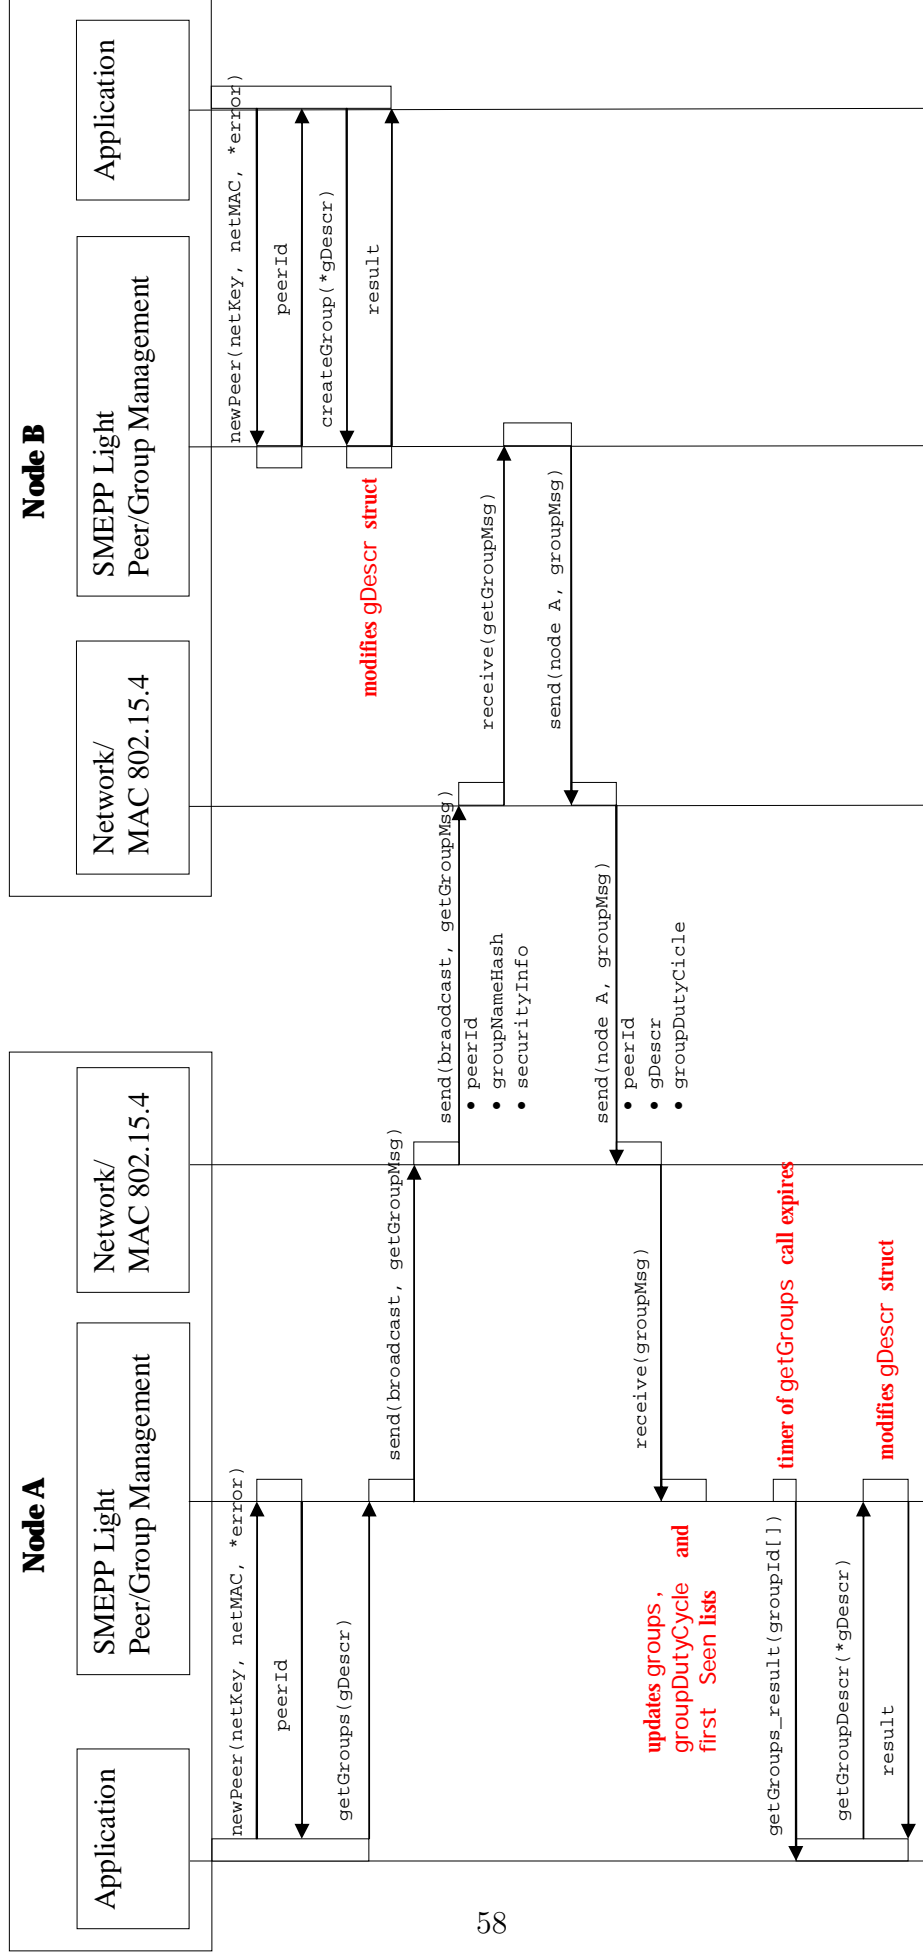 Node A
Application
SMEPP Light
Peer/Group Management
Network/
MAC 802.15.4
Node B
Network/
MAC 802.15.4
SMEPP Light
Peer/Group Management
Application
newPeer(netKey, netMAC, *error)
peerId
getGroups(gDescr)
newPeer(netKey, netMAC, *error)
peerId
createGroup(*gDescr)
result
modifies gDescr struct
send(broadcast, getGroupMsg)
send(braodcast, getGroupMsg)
• peerId
• groupNameHash
• securityInfo
receive(getGroupMsg)
send(node A, groupMsg)
send(node A, groupMsg)
• peerId
• gDescr
• groupDutyCicle
receive(groupMsg)
updates groups,
groupDutyCycle and
first Seen lists
timer of getGroups call expires
getGroups_result(groupId[])
getGroupDescr(*gDescr)
modifies gDescr struct
result
58